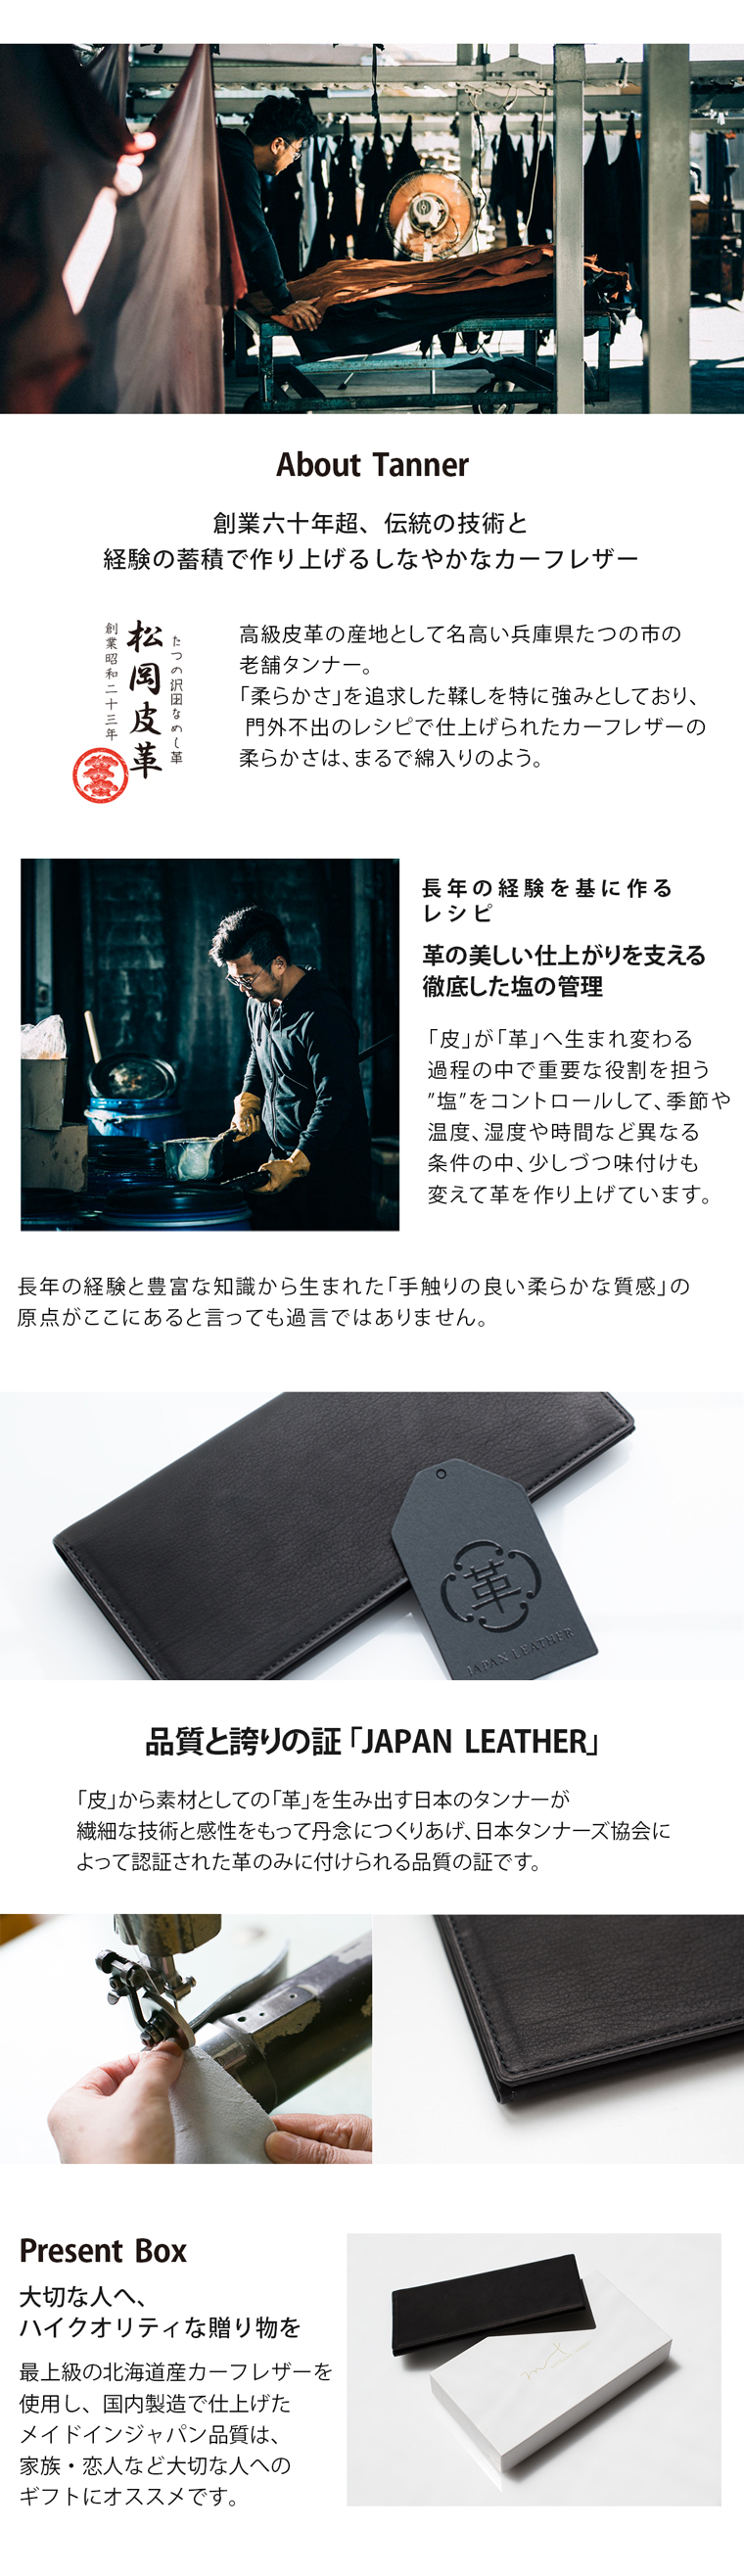 About Tanner
創業六十年超、伝統の技術と
経験の蓄積で作り上げるしなやかなカーフレザー
たつの沢田なめし革
松岡皮革
創業昭和二十三年
高級皮革の産地として名高い兵庫県たつの市の
老舗タンナー。
「柔らかさ」を追求した鞣しを特に強みとしており、
門外不出のレシピで仕上げられたカーフレザーの
柔らかさは、まるで綿入りのよう。
長年の経験を基に作る
レシピ
革の美しい仕上がりを支える
徹底した塩の管理
「皮」が「革」へ生まれ変わる
過程の中で重要な役割を担う
”塩”をコントロールして、季節や
温度、湿度や時間など異なる
条件の中、少しづつ味付けも
変えて革を作り上げています。
長年の経験と豊富な知識から生まれた「手触りの良い柔らかな質感」の
原点がここにあると言っても過言ではありません。
革
JAPAN LEATHER
品質と誇りの証「JAPAN LEATHER」
「皮」から素材としての「革」を生み出す日本のタンナーが
繊細な技術と感性をもって丹念につくりあげ、日本タンナーズ協会に
よって認証された革のみに付けられる品質の証です。
Present Box
大切な人へ、
ハイクオリティな贈り物を
最上級の北海道産カーフレザーを
使用し、国内製造で仕上げた
メイドインジャパン品質は、
家族・恋人など大切な人への
ギフトにオススメです。